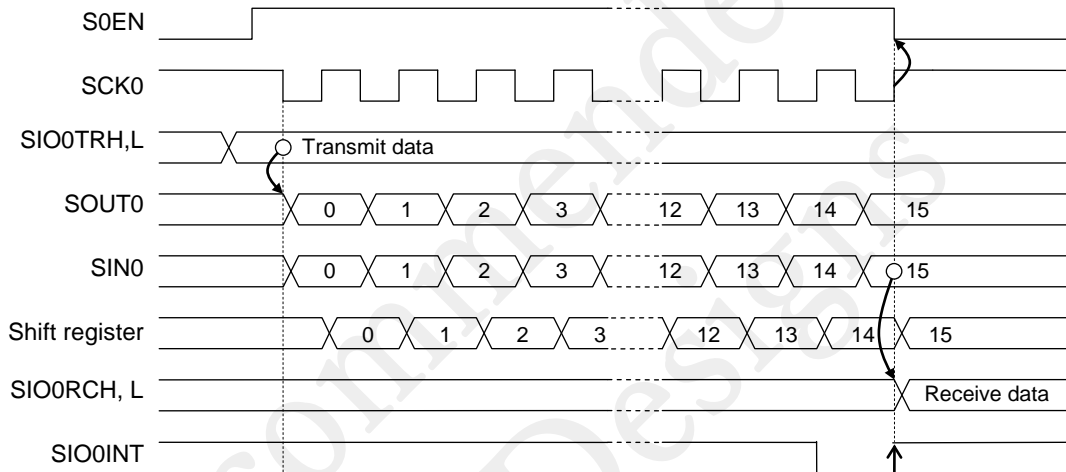 S0EN
SCK0
SIO0TRH,L Transmit data
SOUT0 0 1 2 3 12 13 14 15
SIN0 0 1 2 3 12 13 14 15
Shift register 0 1 2 3 12 13 14 15
SIO0RCH, L Receive data
SIO0INT